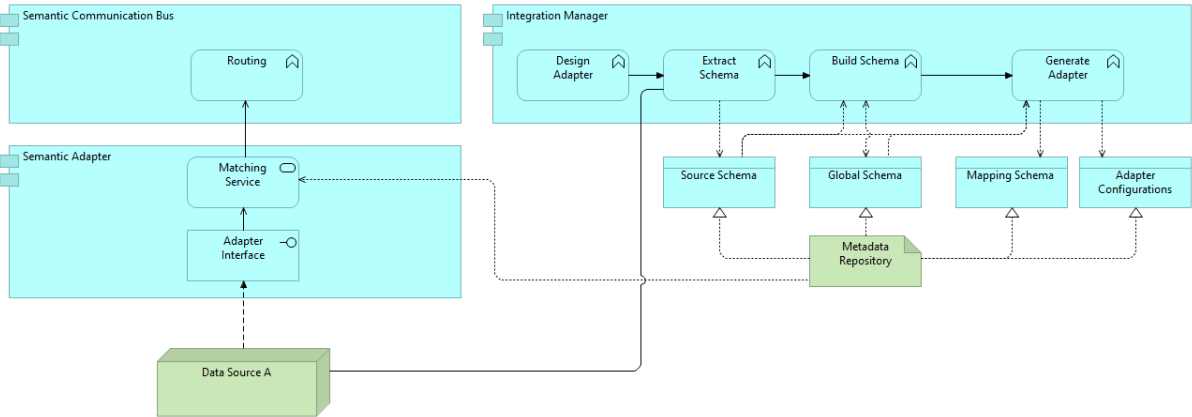 Semantic Communication Bus
Routing
Integration Manager
Design
Adapter
Extract
Schema
Build Schema
Generate
Adapter
Semantic Adapter
Matching
Service
Adapter
Interface
Source Schema
Global Schema
Mapping Schema
Adapter
Configurations
Metadata
Repository
Data Source A